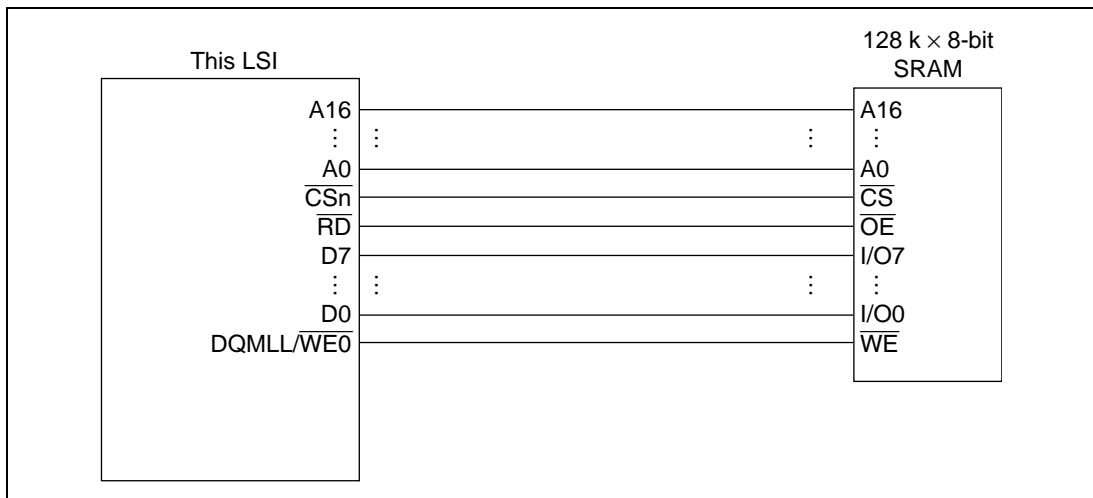 This LSI
128 k × 8-bit
SRAM
A16
A16
A0
A0
CSn
CS
RD
OE
D7
I/O7
D0
I/O0
DQMLL/WE0
WE